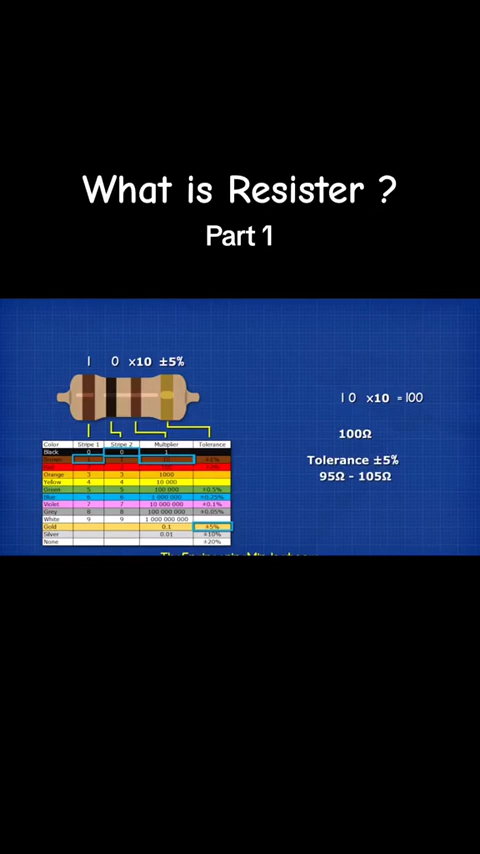 What is Resister ?
Part 1
1 0 x10 ±5%
1 0 x10 =100
100Ω
Tolerance ±5%
95Ω - 105Ω
Color Stripe 1 Stripe 2 Multiplier Tolerance
Black 0 0 1
Orange 3 3 1000
Yellow 4 4 10 000
Green 5 5 100 000 ±0.5%
Blue 6 6 1 000 000 ±0.25%
Violet 7 7 10 000 000 ±0.1%
Grey 8 8 100 000 000 ±0.05%
White 9 9 1 000 000 000
Gold 0.1 ±5%
Silver 0.01 ±10%
None ±20%